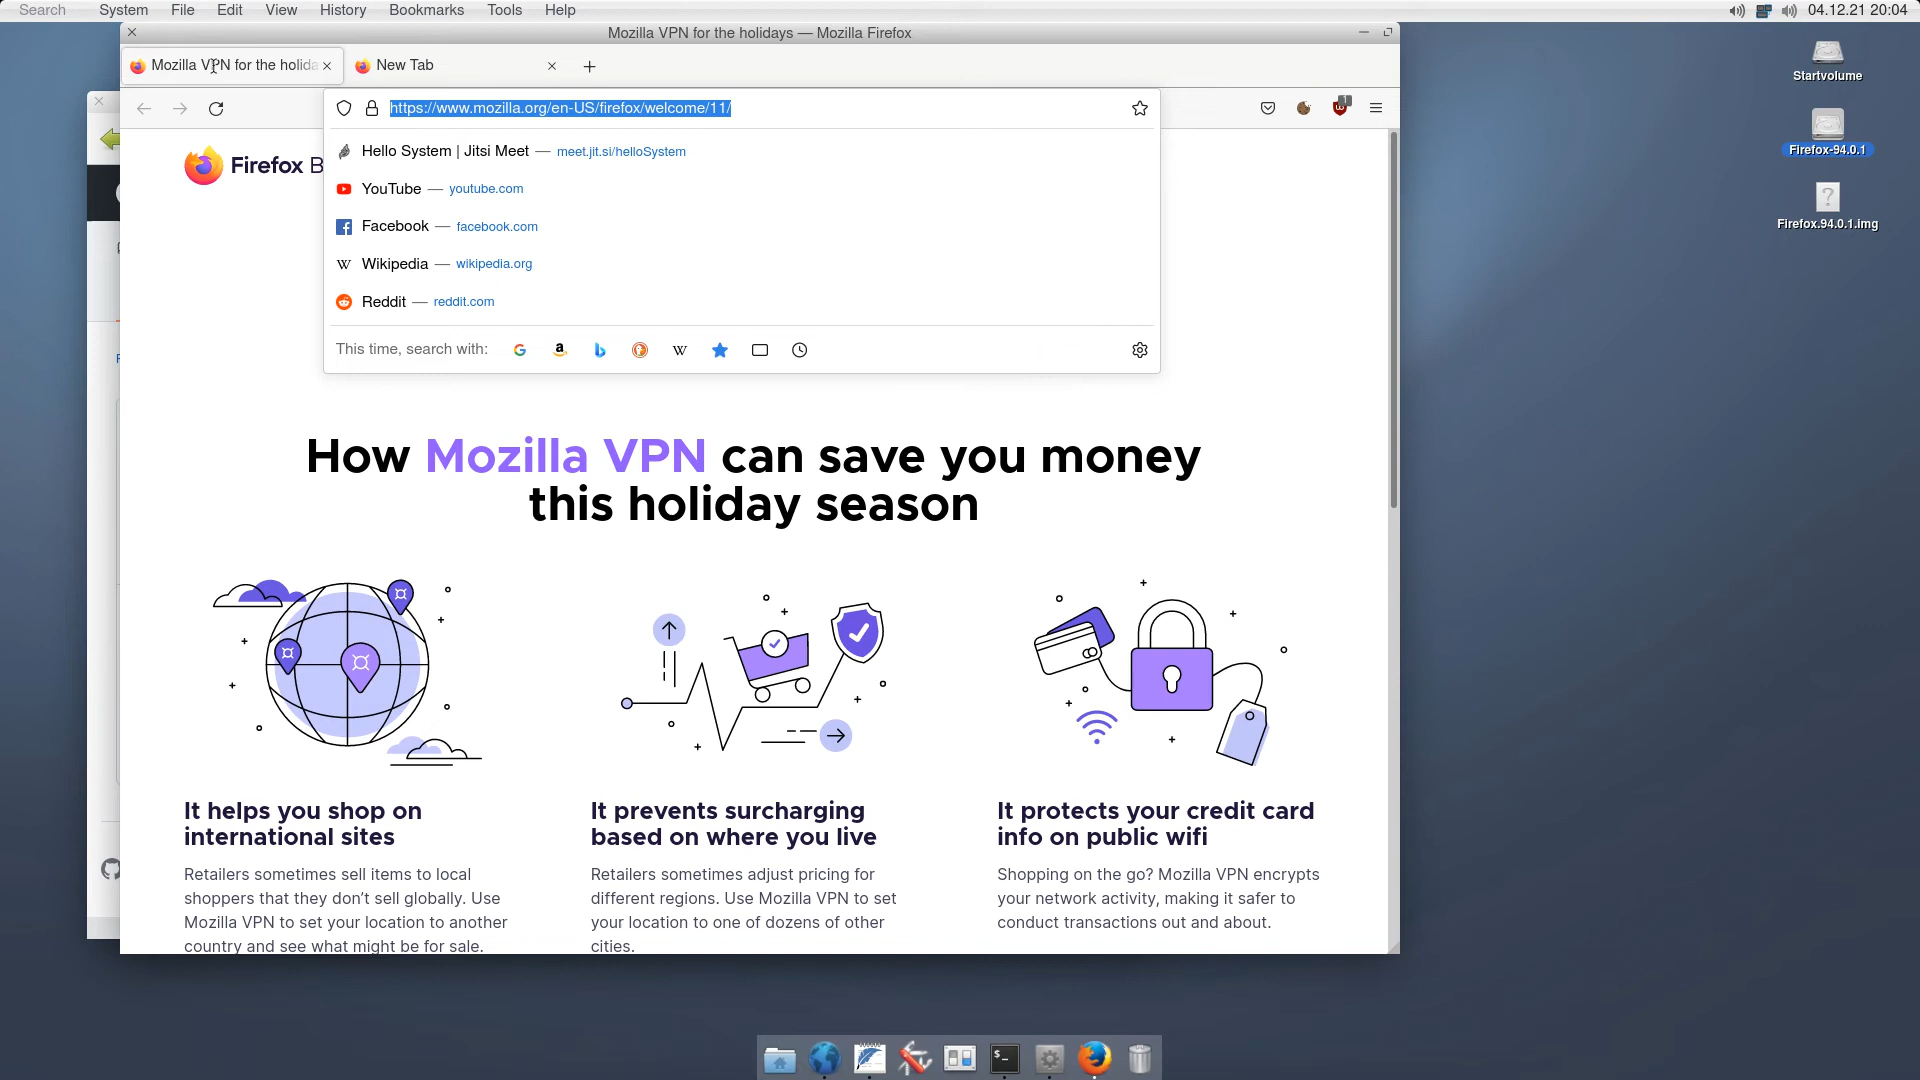 Search System File Edit View History Bookmarks Tools Help 04.12.21 20:04
Mozilla VPN for the holidays — Mozilla Firefox
Mozilla VPN for the holida
New Tab
https://www.mozilla.org/en-US/firefox/welcome/11/
1
Firefox B
Hello System | Jitsi Meet — meet.jit.si/helloSystem
YouTube — youtube.com
Facebook — facebook.com
Wikipedia — wikipedia.org
Reddit — reddit.com
This time, search with:
How Mozilla VPN can save you money
this holiday season
It helps you shop on
international sites
Retailers sometimes sell items to local
shoppers that they don’t sell globally. Use
Mozilla VPN to set your location to another
country and see what might be for sale.
It prevents surcharging
based on where you live
Retailers sometimes adjust pricing for
different regions. Use Mozilla VPN to set
your location to one of dozens of other
cities.
It protects your credit card
info on public wifi
Shopping on the go? Mozilla VPN encrypts
your network activity, making it safer to
conduct transactions out and about.
Startvolume
Firefox-94.0.1
Firefox.94.0.1.img